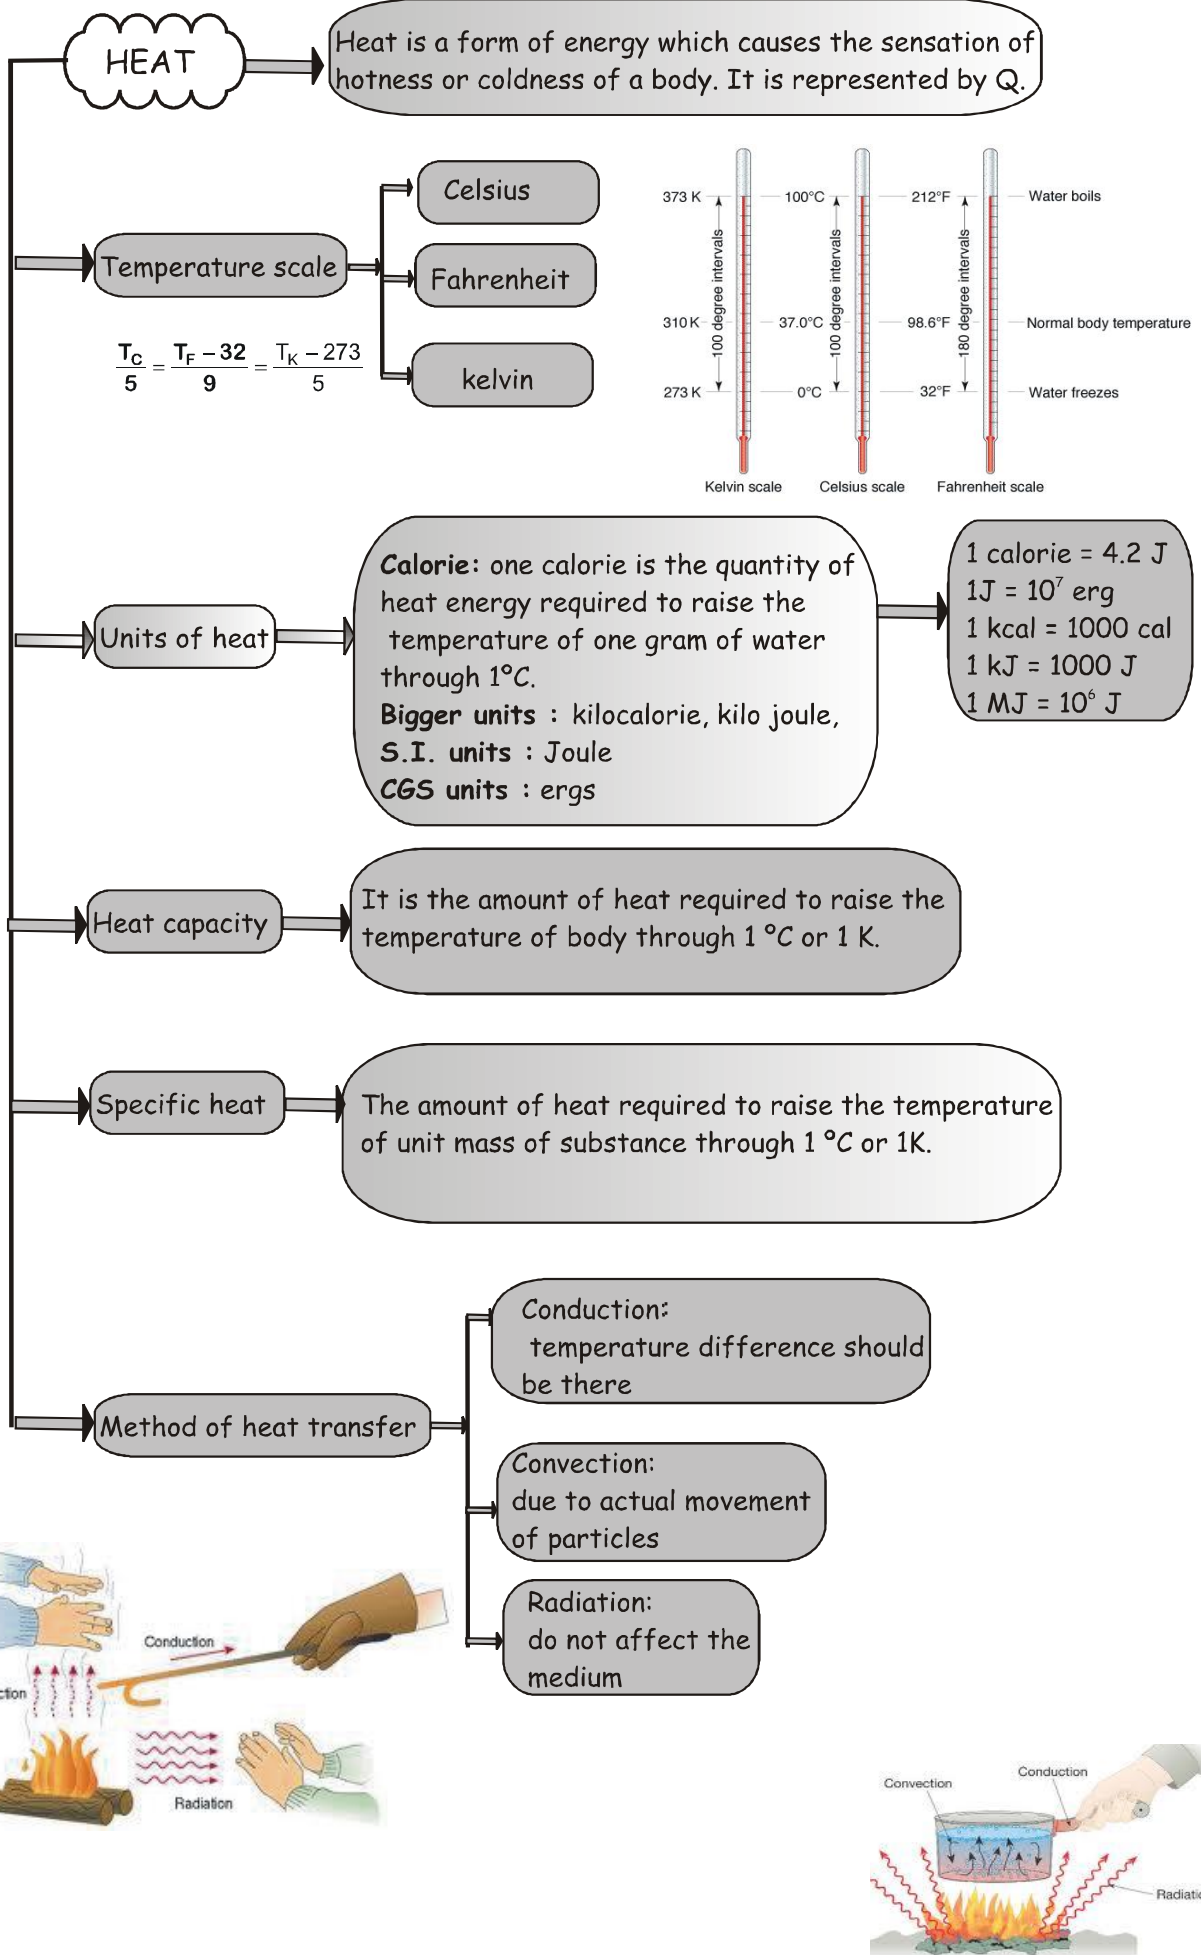 HEAT
Heat is a form of energy which causes the sensation of
hotness or coldness of a body. It is represented by Q.
Temperature scale
Celsius
Fahrenheit
kelvin
T_C/5 = (T_F − 32)/9 = (T_K − 273)/5
373 K
100°C
212°F
Water boils
100 degree intervals
100 degree intervals
180 degree intervals
310 K
37.0°C
98.6°F
Normal body temperature
273 K
0°C
32°F
Water freezes
Kelvin scale
Celsius scale
Fahrenheit scale
Units of heat
Calorie: one calorie is the quantity of
heat energy required to raise the
temperature of one gram of water
through 1°C.
Bigger units : kilocalorie, kilo joule,
S.I. units : Joule
CGS units : ergs
1 calorie = 4.2 J
1J = 10⁷ erg
1 kcal = 1000 cal
1 kJ = 1000 J
1 MJ = 10⁶ J
Heat capacity
It is the amount of heat required to raise the
temperature of body through 1 °C or 1 K.
Specific heat
The amount of heat required to raise the temperature
of unit mass of substance through 1 °C or 1K.
Method of heat transfer
Conduction:
temperature difference should
be there
Convection:
due to actual movement
of particles
Radiation:
do not affect the
medium
Conduction
ction
Radiation
Convection
Conduction
Radiatio